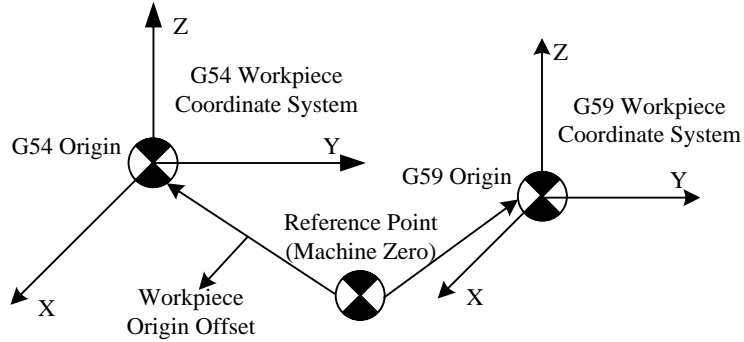 Z
G54 Workpiece
Coordinate System
G54 Origin
Y
X
Z
G59 Workpiece
Coordinate System
G59 Origin
Y
X
Reference Point
(Machine Zero)
Workpiece
Origin Offset